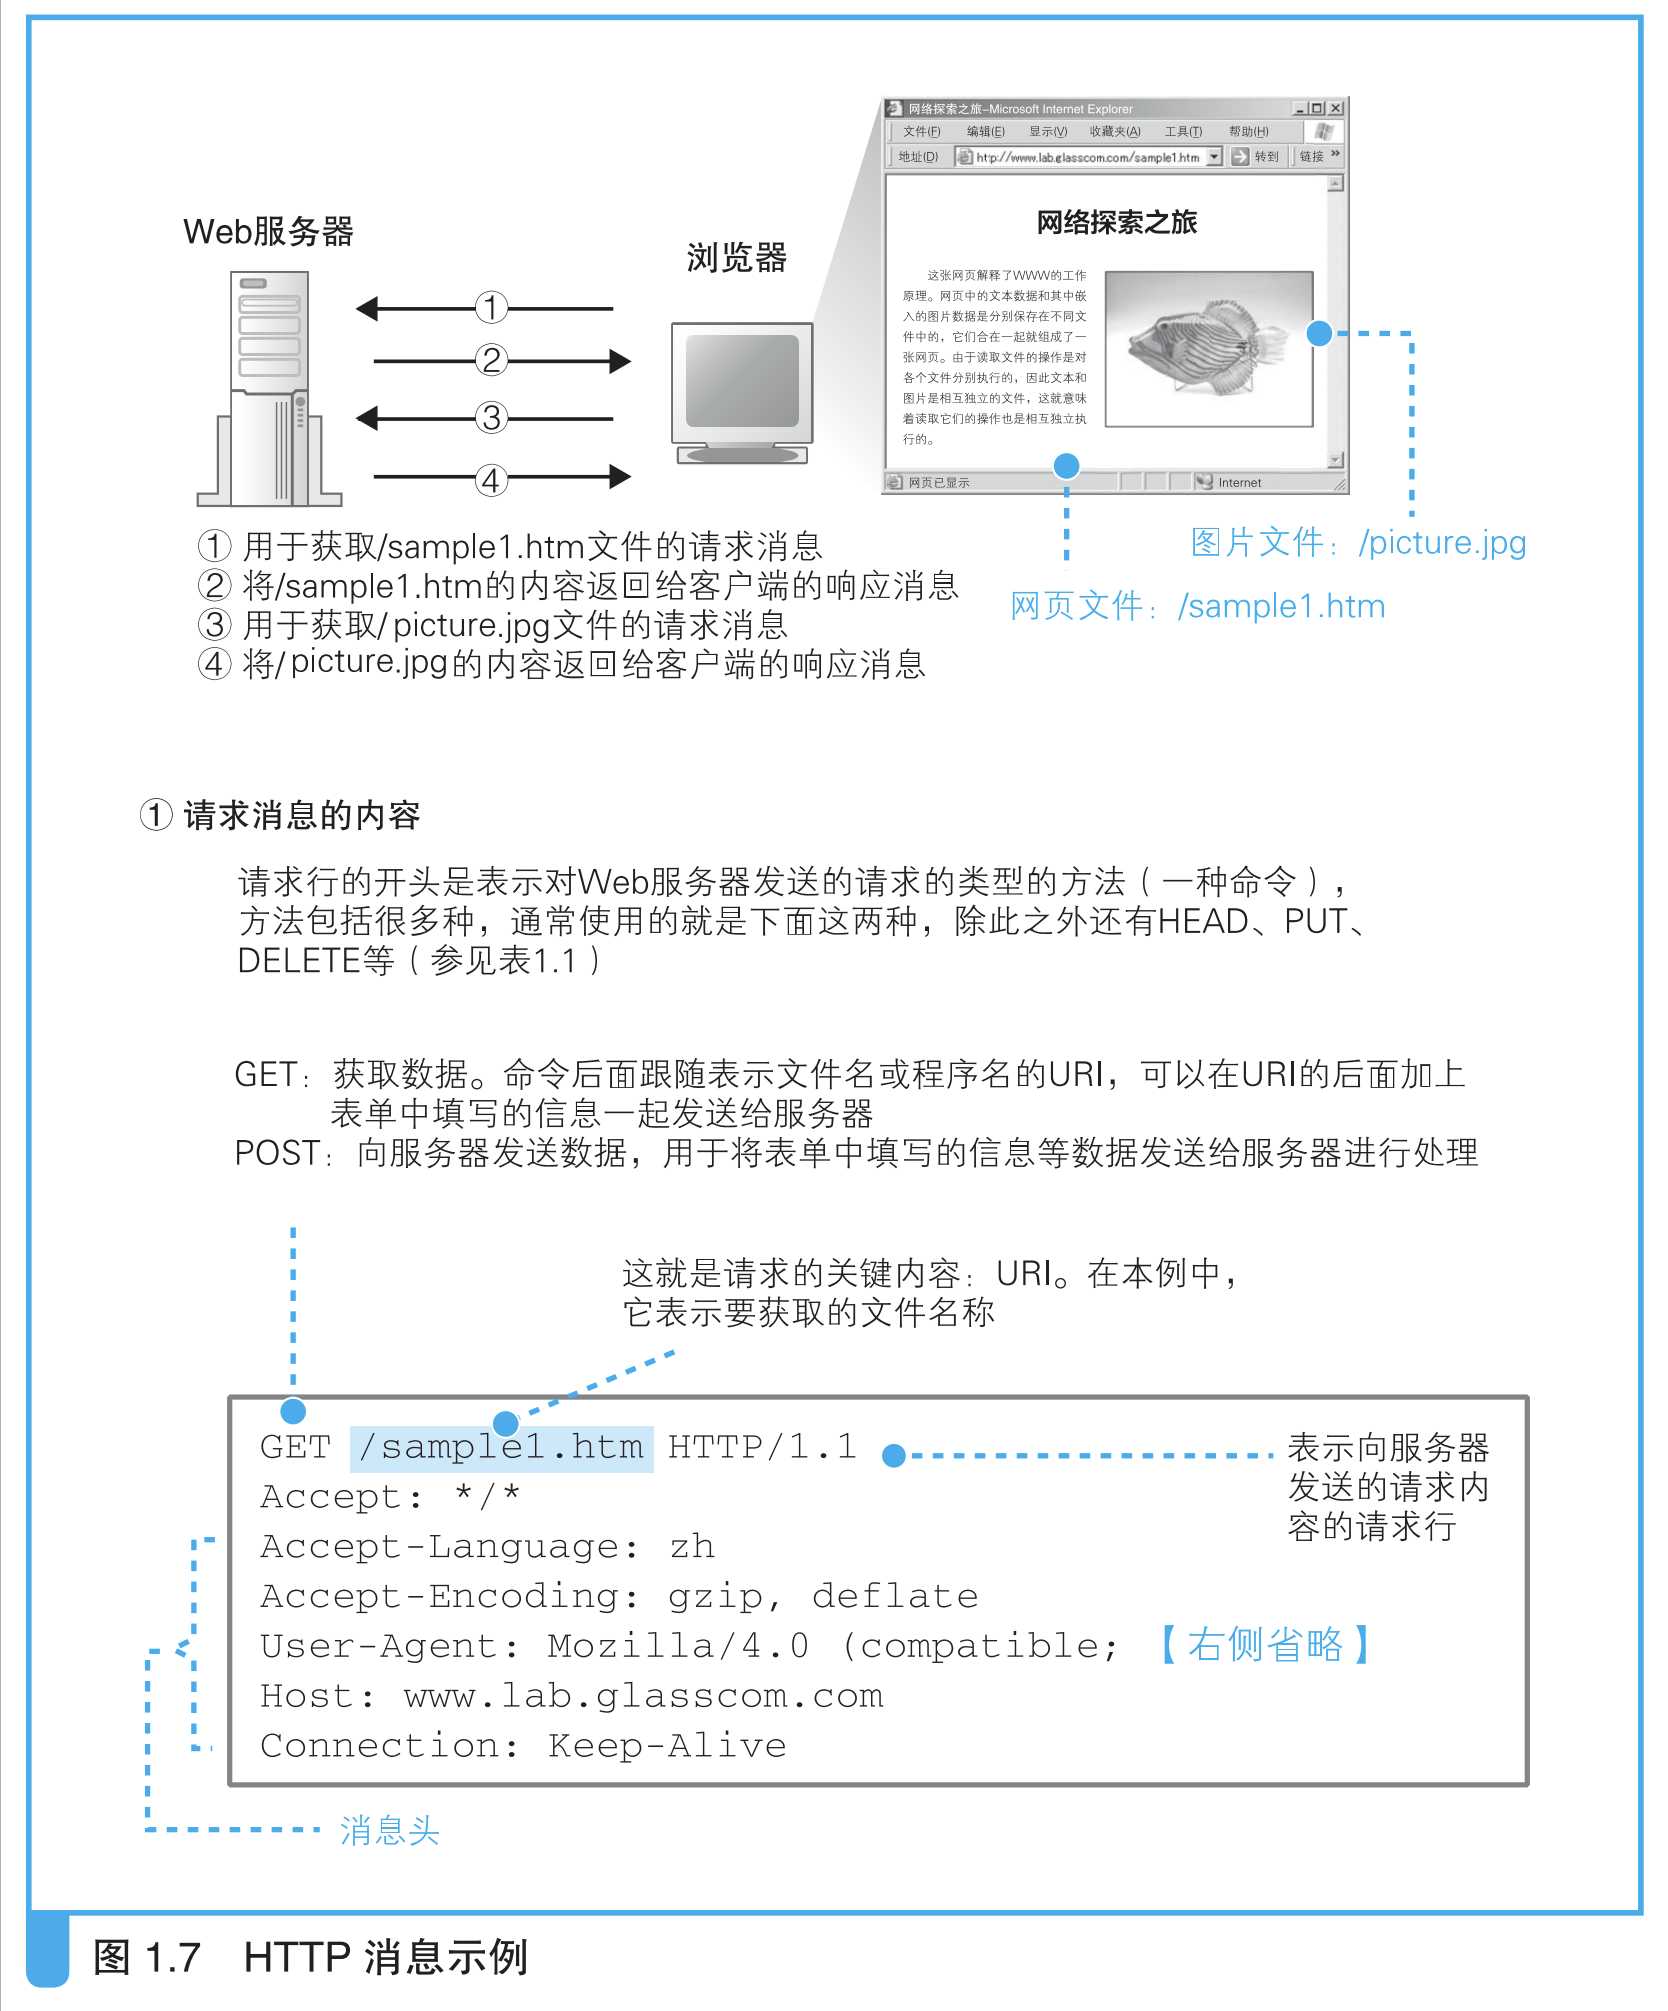 网络探索之旅-Microsoft Internet Explorer
文件(F) 编辑(E) 显示(V) 收藏夹(A) 工具(T) 帮助(H)
地址(D) http://www.lab.glasscom.com/sample1.htm 转到 链接 »
网络探索之旅
这张网页解释了WWW的工作
原理。网页中的文本数据和其中嵌
入的图片数据是分别保存在不同文
件中的，它们合在一起就组成了一
张网页。由于读取文件的操作是对
各个文件分别执行的，因此文本和
图片是相互独立的文件，这就意味
着读取它们的操作也是相互独立执
行的。
网页已显示 Internet
Web服务器
浏览器
①
②
③
④
图片文件：/picture.jpg
网页文件：/sample1.htm
① 用于获取/sample1.htm文件的请求消息
② 将/sample1.htm的内容返回给客户端的响应消息
③ 用于获取/picture.jpg文件的请求消息
④ 将/picture.jpg的内容返回给客户端的响应消息
① 请求消息的内容
请求行的开头是表示对Web服务器发送的请求的类型的方法（一种命令），
方法包括很多种，通常使用的就是下面这两种，除此之外还有HEAD、PUT、
DELETE等（参见表1.1）
GET：获取数据。命令后面跟随表示文件名或程序名的URI，可以在URI的后面加上
表单中填写的信息一起发送给服务器
POST：向服务器发送数据，用于将表单中填写的信息等数据发送给服务器进行处理
这就是请求的关键内容：URI。在本例中，
它表示要获取的文件名称
GET /sample1.htm HTTP/1.1
Accept: */*
Accept-Language: zh
Accept-Encoding: gzip, deflate
User-Agent: Mozilla/4.0 (compatible; 【右侧省略】
Host: www.lab.glasscom.com
Connection: Keep-Alive
表示向服务器
发送的请求内
容的请求行
消息头
图 1.7 HTTP 消息示例